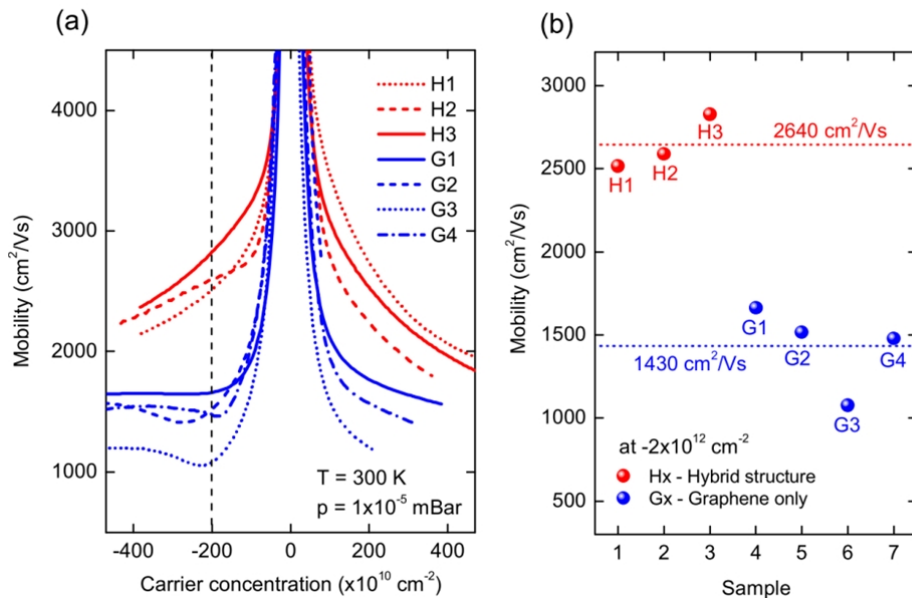 (a)
Mobility (cm²/Vs)
4000
3000
2000
1000
H1
H2
H3
G1
G2
G3
G4
T = 300 K
p = 1x10⁻⁵ mBar
-400 -200 0 200 400
Carrier concentration (x10¹⁰ cm⁻²)
(b)
Mobility (cm²/Vs)
3000
2500
2000
1500
1000
500
H3
2640 cm²/Vs
H1
H2
G1
G2
G4
1430 cm²/Vs
G3
at -2x10¹² cm⁻²
Hx - Hybrid structure
Gx - Graphene only
1 2 3 4 5 6 7
Sample